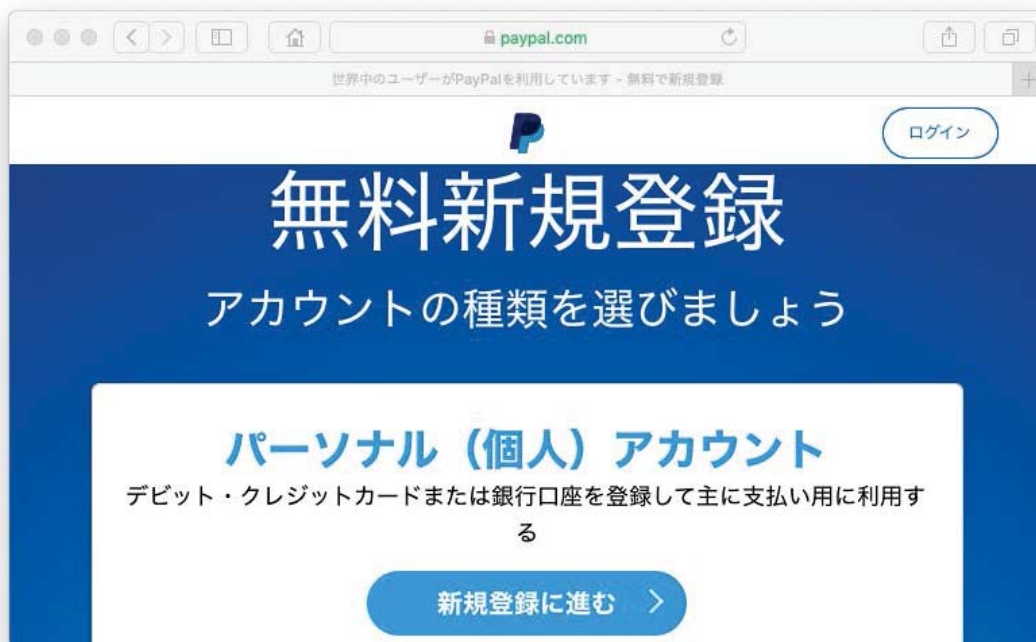 paypal.com
世界中のユーザーがPayPalを利用しています - 無料で新規登録
ログイン
無料新規登録
アカウントの種類を選びましょう
パーソナル（個人）アカウント
デビット・クレジットカードまたは銀行口座を登録して主に支払い用に利用す
る
新規登録に進む